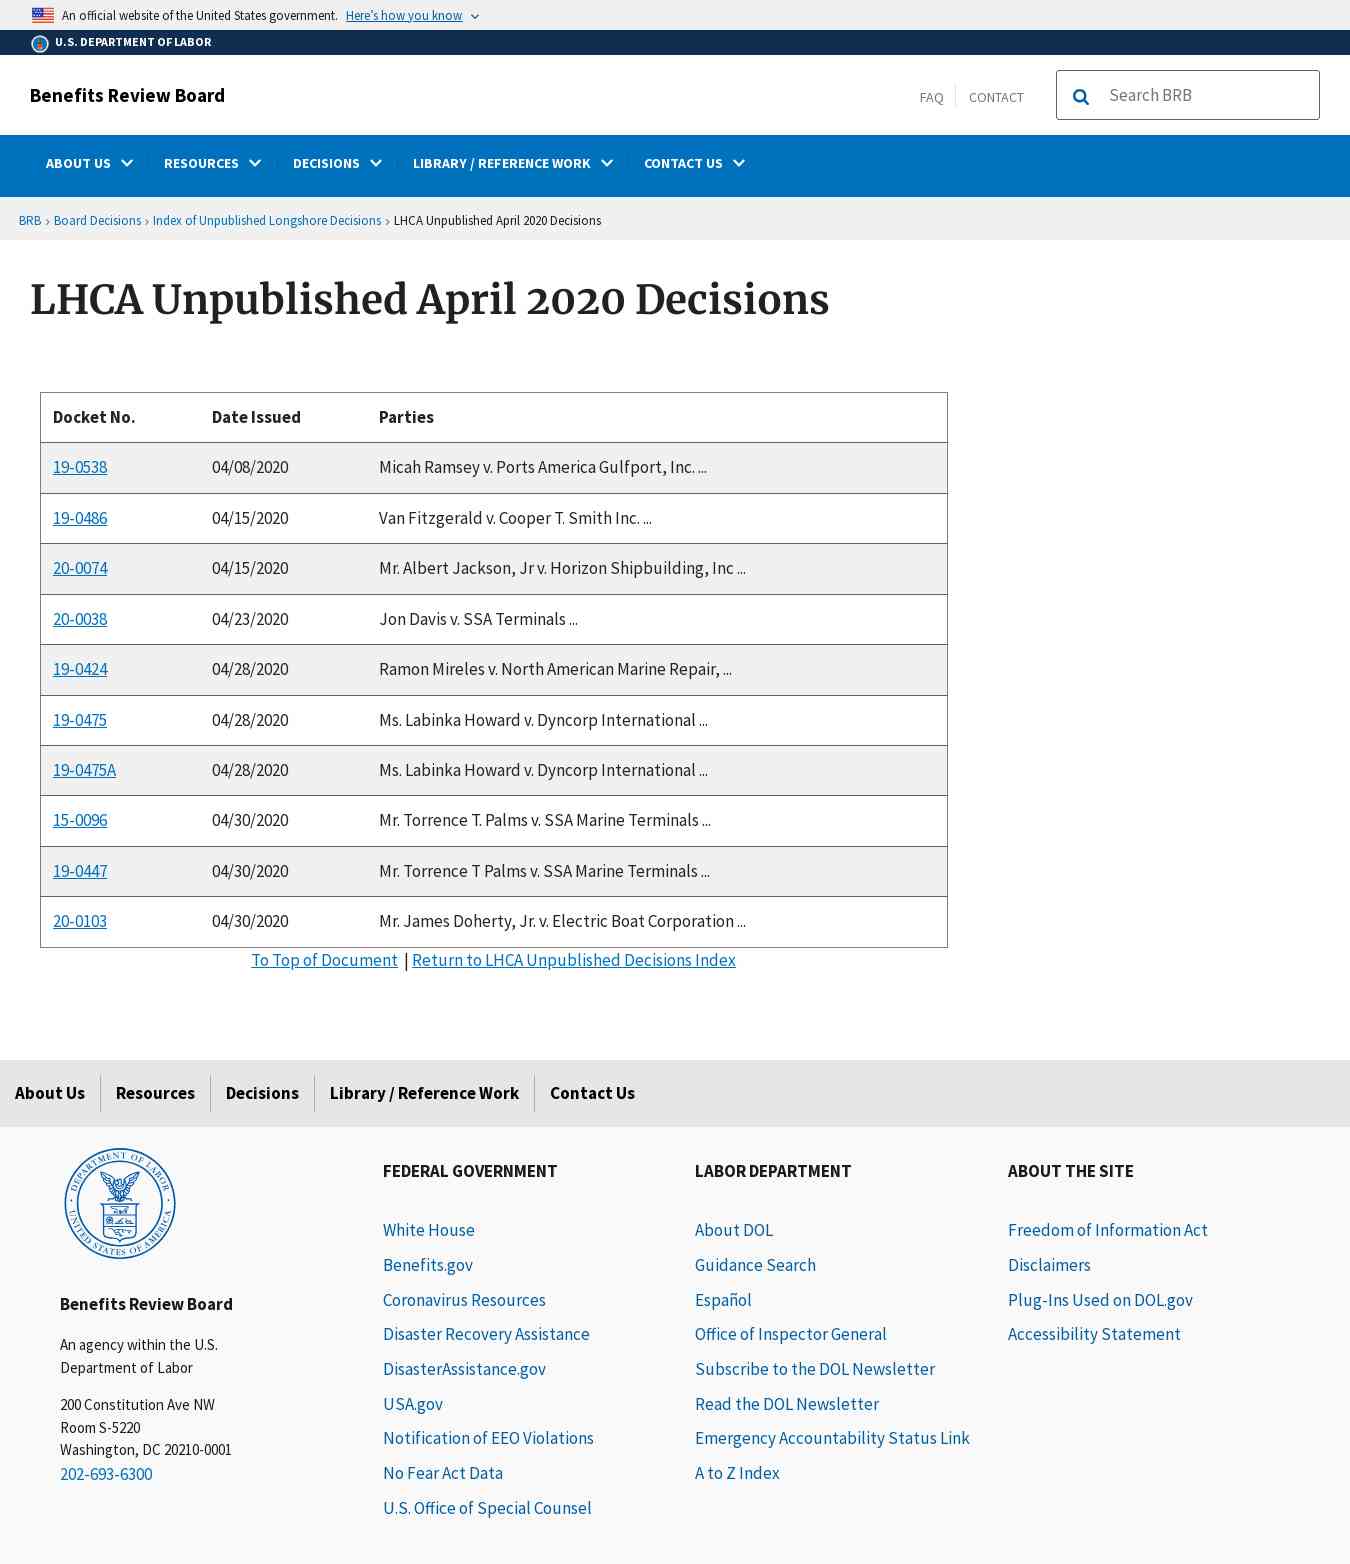 An official website of the United States government. Here's how you know
U.S. DEPARTMENT OF LABOR
Benefits Review Board
FAQ CONTACT Search BRB
ABOUT US RESOURCES DECISIONS LIBRARY / REFERENCE WORK CONTACT US
BRB › Board Decisions › Index of Unpublished Longshore Decisions › LHCA Unpublished April 2020 Decisions
LHCA Unpublished April 2020 Decisions
Docket No. Date Issued Parties
19-0538 04/08/2020 Micah Ramsey v. Ports America Gulfport, Inc. ...
19-0486 04/15/2020 Van Fitzgerald v. Cooper T. Smith Inc. ...
20-0074 04/15/2020 Mr. Albert Jackson, Jr v. Horizon Shipbuilding, Inc ...
20-0038 04/23/2020 Jon Davis v. SSA Terminals ...
19-0424 04/28/2020 Ramon Mireles v. North American Marine Repair, ...
19-0475 04/28/2020 Ms. Labinka Howard v. Dyncorp International ...
19-0475A 04/28/2020 Ms. Labinka Howard v. Dyncorp International ...
15-0096 04/30/2020 Mr. Torrence T. Palms v. SSA Marine Terminals ...
19-0447 04/30/2020 Mr. Torrence T Palms v. SSA Marine Terminals ...
20-0103 04/30/2020 Mr. James Doherty, Jr. v. Electric Boat Corporation ...
To Top of Document | Return to LHCA Unpublished Decisions Index
About Us Resources Decisions Library / Reference Work Contact Us
DEPARTMENT OF LABOR
UNITED STATES OF AMERICA
Benefits Review Board
An agency within the U.S.
Department of Labor
200 Constitution Ave NW
Room S-5220
Washington, DC 20210-0001
202-693-6300
FEDERAL GOVERNMENT
White House
Benefits.gov
Coronavirus Resources
Disaster Recovery Assistance
DisasterAssistance.gov
USA.gov
Notification of EEO Violations
No Fear Act Data
U.S. Office of Special Counsel
LABOR DEPARTMENT
About DOL
Guidance Search
Español
Office of Inspector General
Subscribe to the DOL Newsletter
Read the DOL Newsletter
Emergency Accountability Status Link
A to Z Index
ABOUT THE SITE
Freedom of Information Act
Disclaimers
Plug-Ins Used on DOL.gov
Accessibility Statement